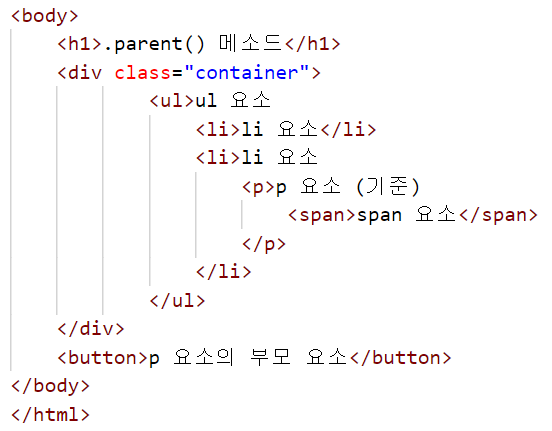 <body>
<h1>.parent() 메소드</h1>
<div class="container">
<ul>ul 요소
<li>li 요소</li>
<li>li 요소
<p>p 요소 (기준)
<span>span 요소</span>
</p>
</li>
</ul>
</div>
<button>p 요소의 부모 요소</button>
</body>
</html>